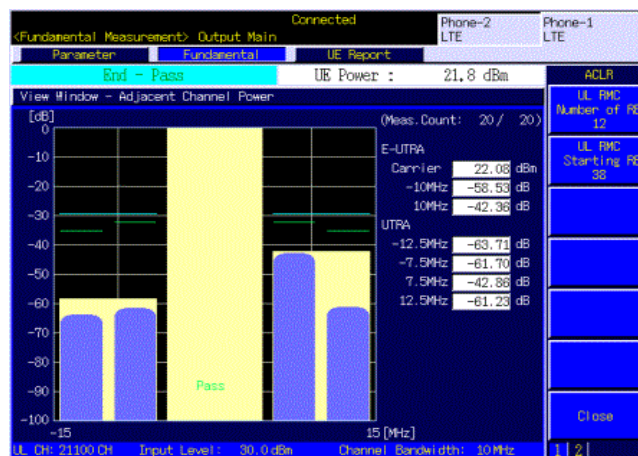 Connected
Phone-2
LTE
Phone-1
LTE
<Fundamental Measurement> Output Main
Parameter
Fundamental
UE Report
End - Pass
UE Power : 21.8 dBm
ACLR
View Window - Adjacent Channel Power
UL RMC
Number of RB
12
UL RMC
Starting RB
38
Close
1 2
[dB]
(Meas.Count: 20/ 20)
0
-10
-20
-30
-40
-50
-60
-70
-80
-90
-100
E-UTRA
Carrier 22.08 dBm
-10MHz -58.53 dB
10MHz -42.36 dB
UTRA
-12.5MHz -63.71 dB
-7.5MHz -61.70 dB
7.5MHz -42.86 dB
12.5MHz -61.23 dB
Pass
-15
15 [MHz]
UL CH: 21100 CH Input Level: 30.0 dBm Channel Bandwidth: 10 MHz